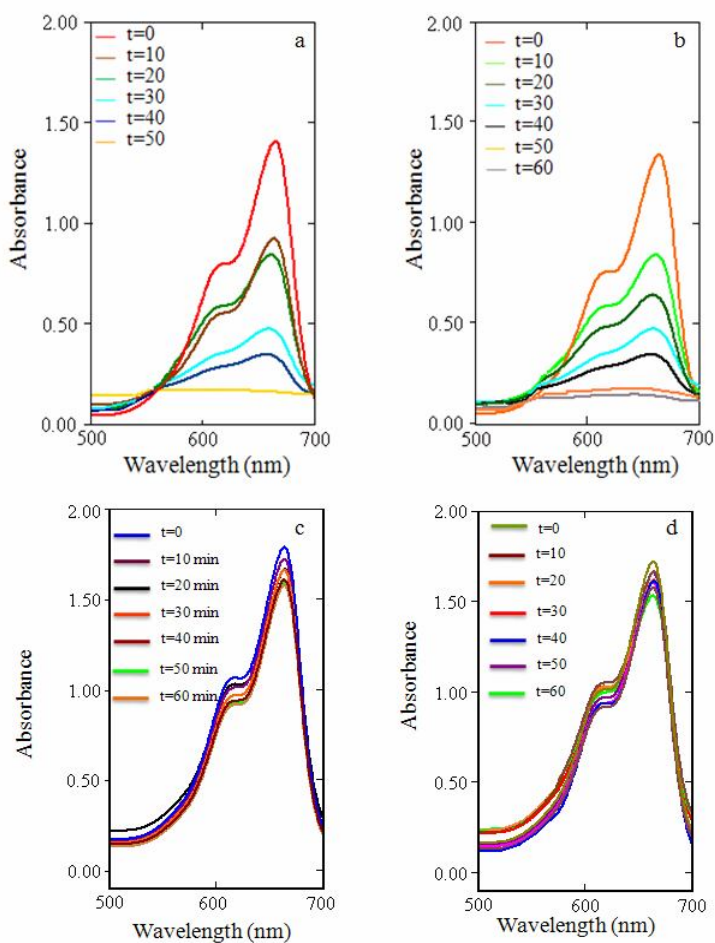 2.00
1.50
1.00
0.50
0.00
Absorbance
t=0
t=10
t=20
t=30
t=40
t=50
a
500
600
700
Wavelength (nm)
2.00
1.50
1.00
0.50
0.00
Absorbance
t=0
t=10
t=20
t=30
t=40
t=50
t=60
b
500
600
700
Wavelength (nm)
2.00
1.50
1.00
0.50
0.00
Absorbance
t=0
t=10 min
t=20 min
t=30 min
t=40 min
t=50 min
t=60 min
c
500
600
700
Wavelength (nm)
2.00
1.50
1.00
0.50
0.00
Absorbance
t=0
t=10
t=20
t=30
t=40
t=50
t=60
d
500
600
700
Wavelength (nm)